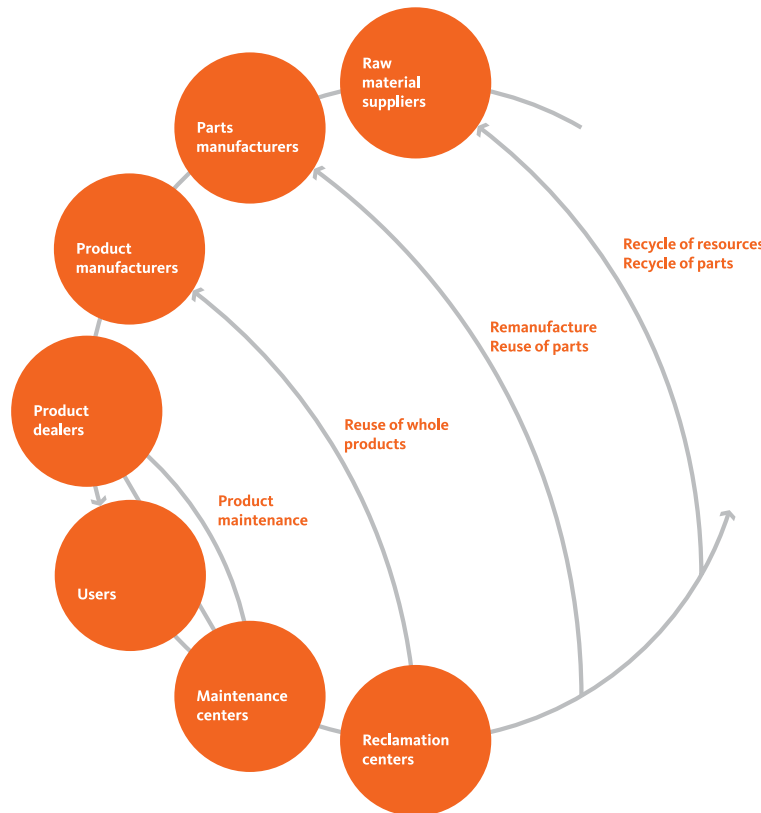 Raw
material
suppliers
Parts
manufacturers
Product
manufacturers
Recycle of resources
Recycle of parts
Remanufacture
Reuse of parts
Product
dealers
Reuse of whole
products
Product
maintenance
Users
Maintenance
centers
Reclamation
centers